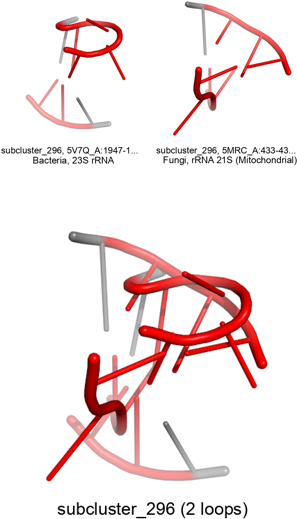 subcluster_296, 5V7Q_A:1947-1...
Bacteria, 23S rRNA
subcluster_296, 5MRC_A:433-43...
Fungi, rRNA 21S (Mitochondrial)
subcluster_296 (2 loops)